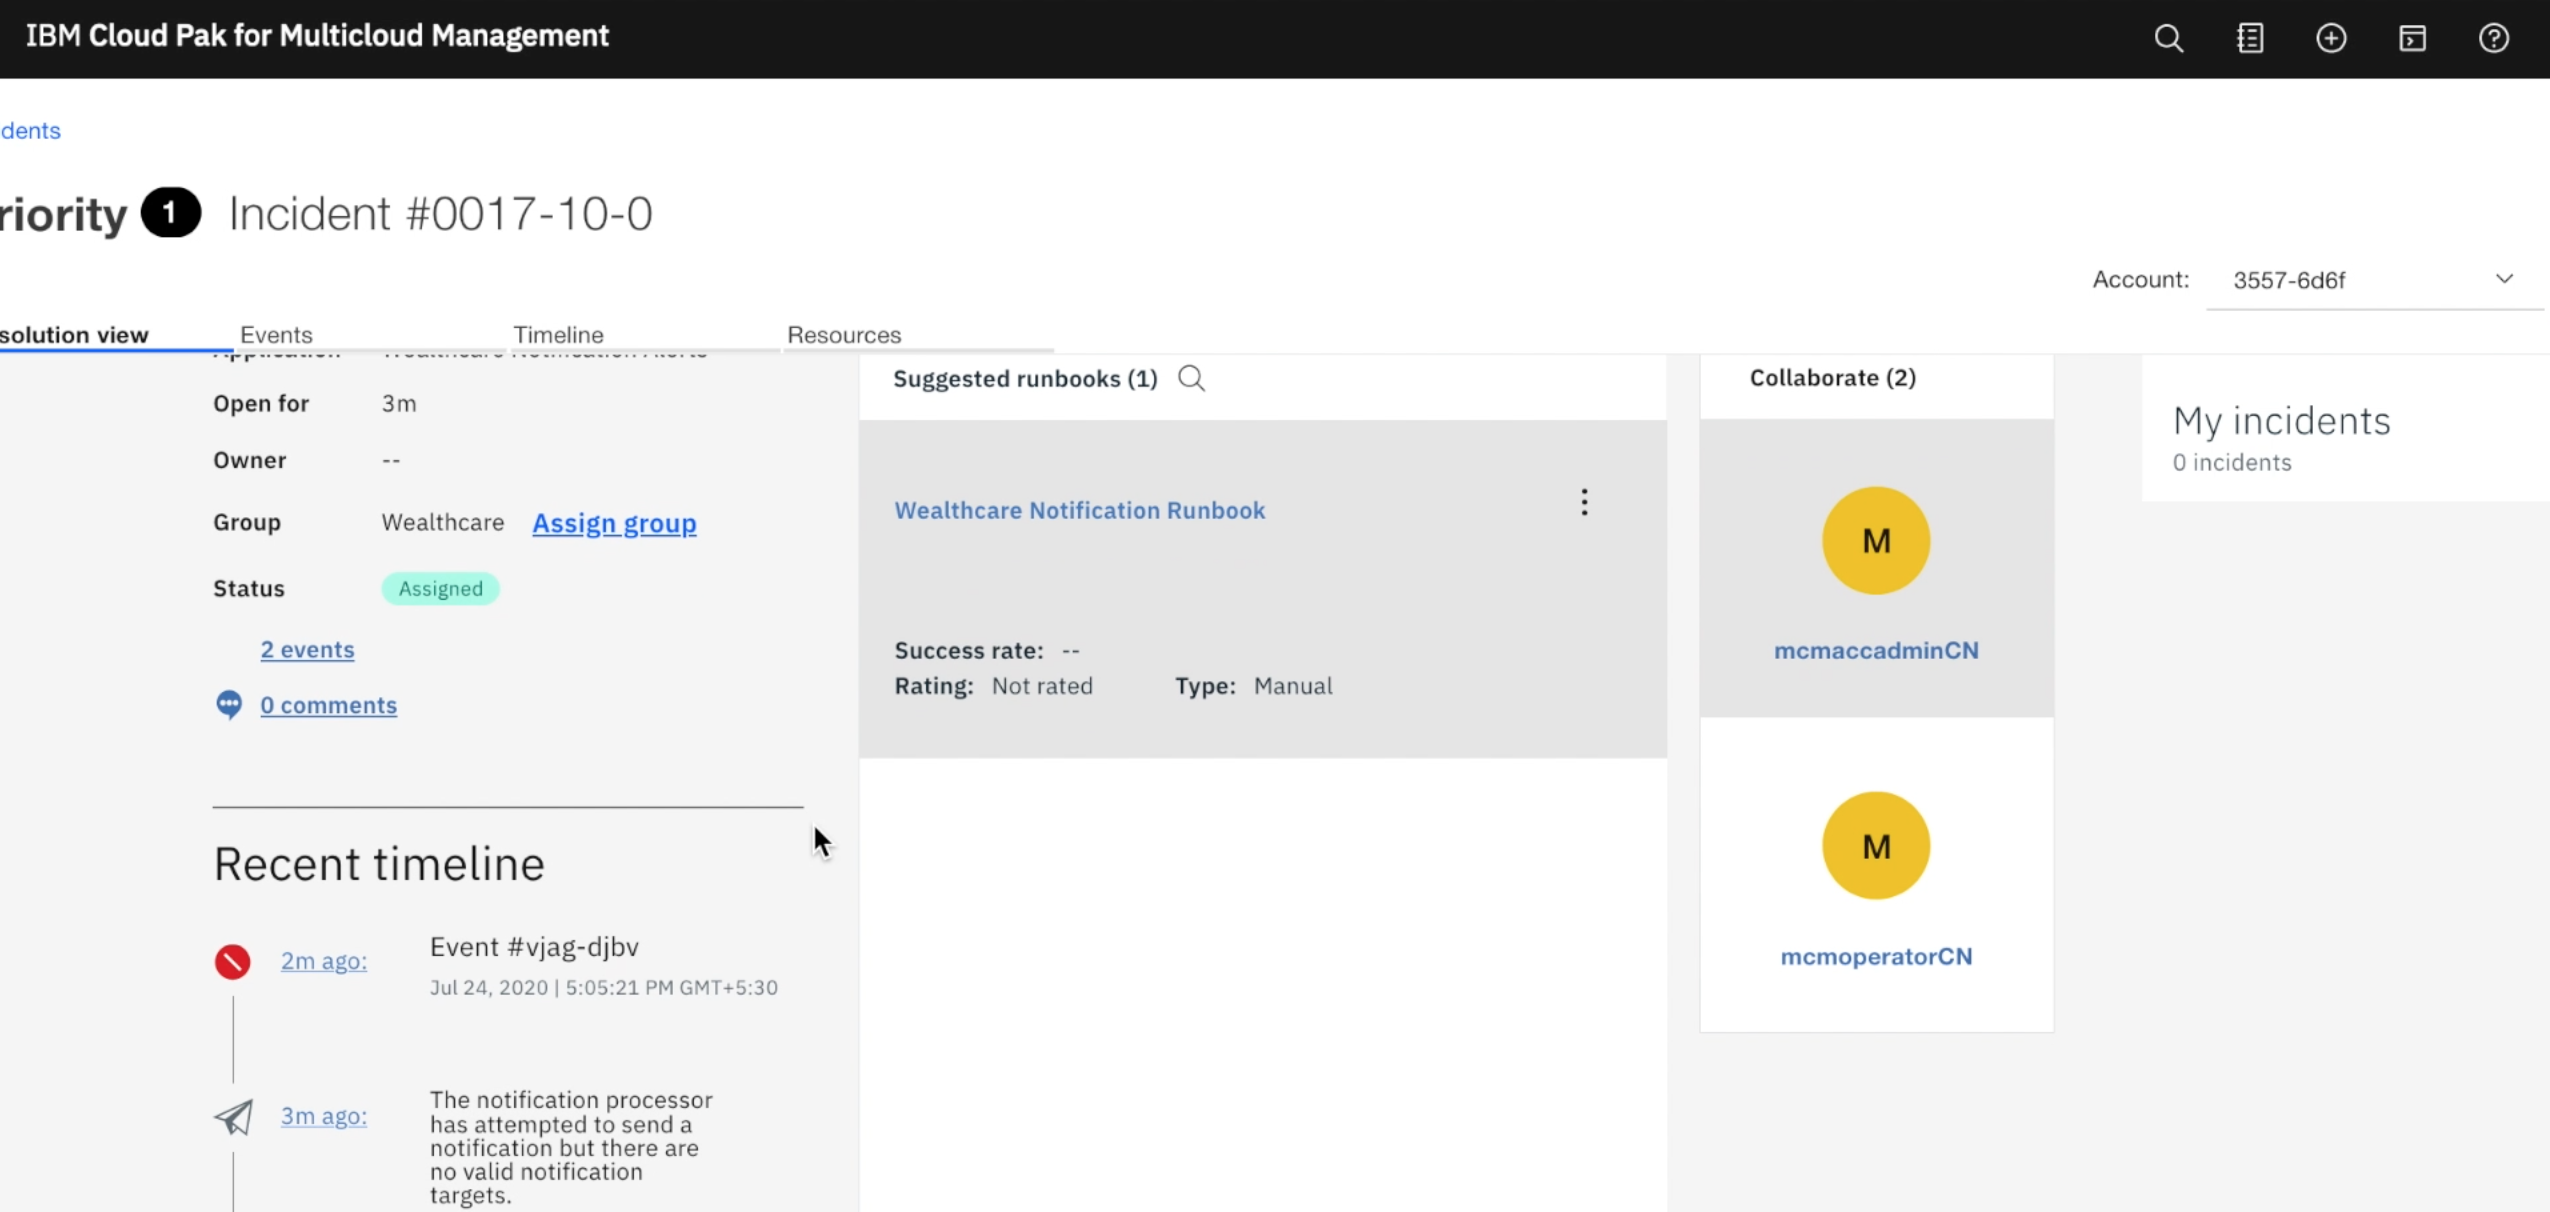 IBM Cloud Pak for Multicloud Management
dents
riority 1 Incident #0017-10-0
Account: 3557-6d6f
solution view Events Timeline Resources
Application Wealthcare Notification Alerts
Open for 3m
Owner --
Group Wealthcare Assign group
Status Assigned
2 events
0 comments
Recent timeline
2m ago: Event #vjag-djbv
Jul 24, 2020 | 5:05:21 PM GMT+5:30
3m ago: The notification processor
has attempted to send a
notification but there are
no valid notification
targets.
Suggested runbooks (1)
Wealthcare Notification Runbook
Success rate: --
Rating: Not rated Type: Manual
Collaborate (2)
M
mcmaccadminCN
M
mcmoperatorCN
My incidents
0 incidents